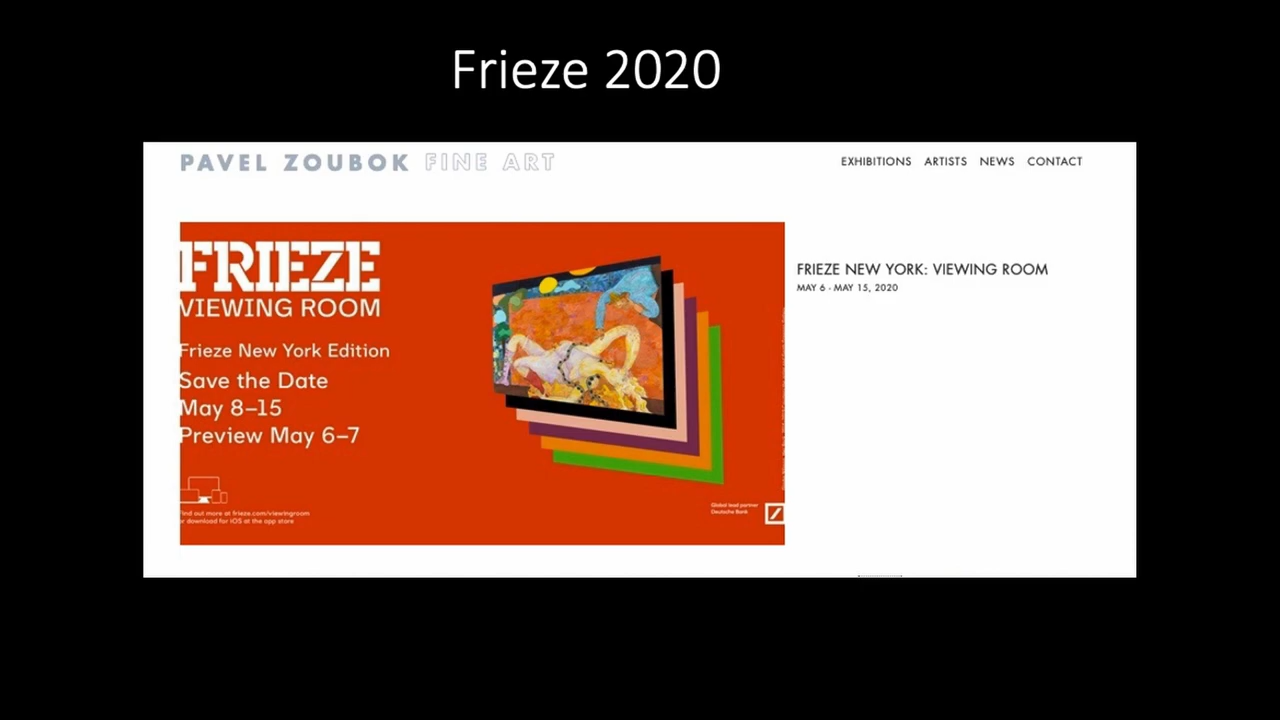 Frieze 2020
PAVEL ZOUBOK FINE ART
EXHIBITIONS ARTISTS NEWS CONTACT
FRIEZE
VIEWING ROOM
Frieze New York Edition
Save the Date
May 8–15
Preview May 6–7
find out more at frieze.com/viewingroom
or download for iOS at the app store
Global lead partner
Deutsche Bank
FRIEZE NEW YORK: VIEWING ROOM
MAY 6 - MAY 15, 2020